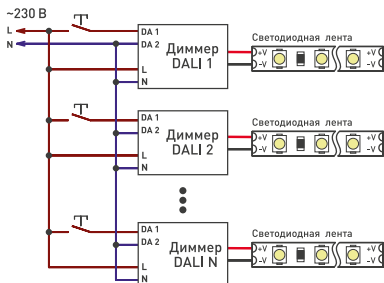 ~230 В
L
N
DA 1
DA 2
L
N
Диммер
DALI 1
Светодиодная лента
+V
-V
+V
-V
DA 1
DA 2
L
N
Диммер
DALI 2
Светодиодная лента
+V
-V
+V
-V
DA 1
DA 2
L
N
Диммер
DALI N
Светодиодная лента
+V
-V
+V
-V